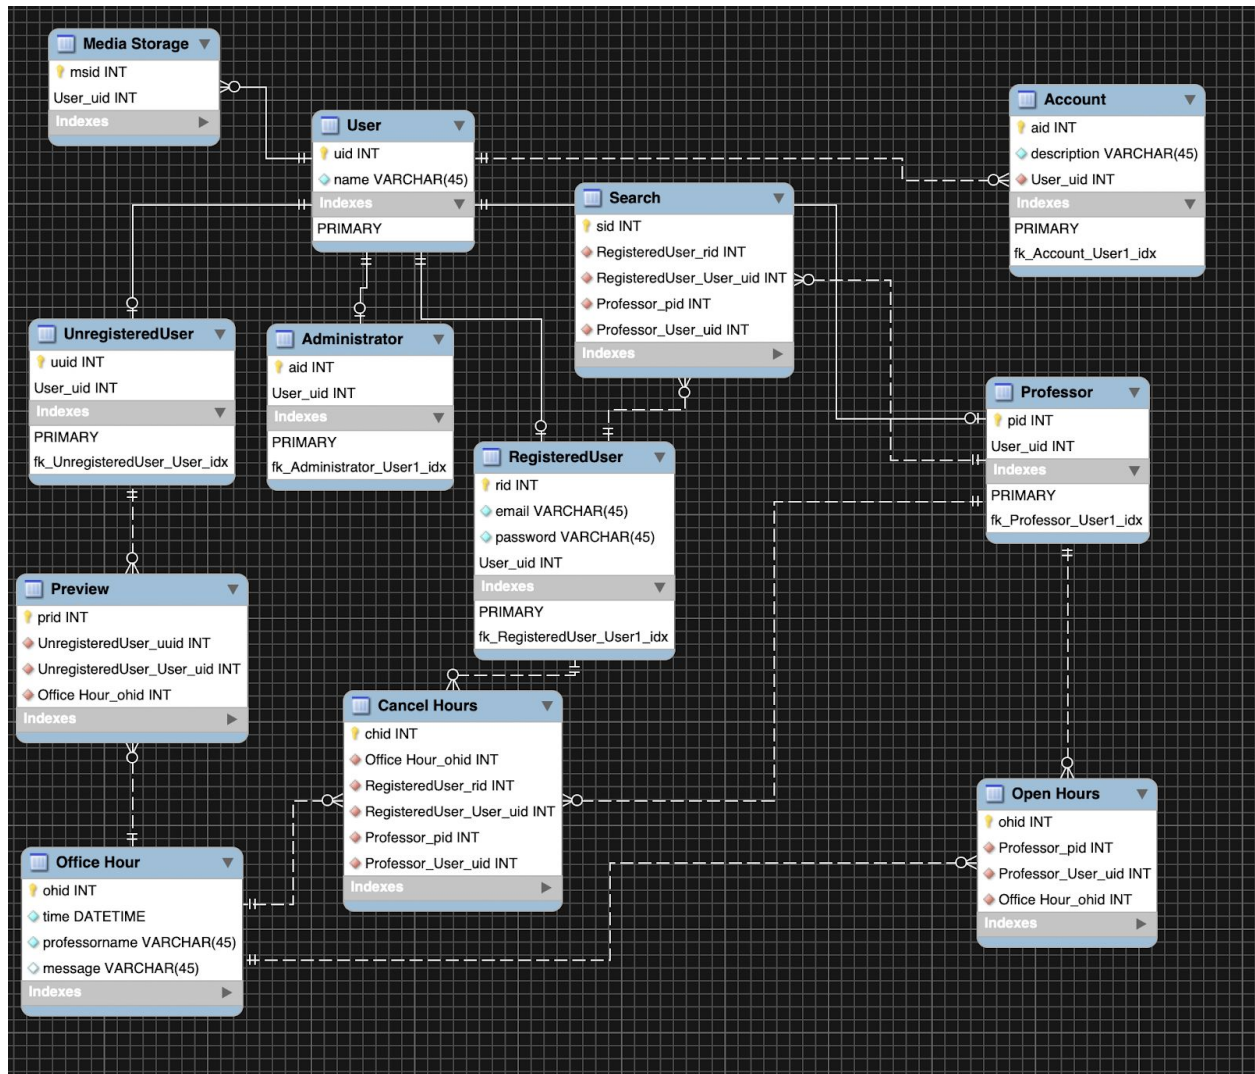 Media Storage
msid INT
User_uid INT
Indexes
User
uid INT
name VARCHAR(45)
Indexes
PRIMARY
Account
aid INT
description VARCHAR(45)
User_uid INT
Indexes
PRIMARY
fk_Account_User1_idx
Search
sid INT
RegisteredUser_rid INT
RegisteredUser_User_uid INT
Professor_pid INT
Professor_User_uid INT
Indexes
UnregisteredUser
uuid INT
User_uid INT
Indexes
PRIMARY
fk_UnregisteredUser_User_idx
Administrator
aid INT
User_uid INT
Indexes
PRIMARY
fk_Administrator_User1_idx
Professor
pid INT
User_uid INT
Indexes
PRIMARY
fk_Professor_User1_idx
RegisteredUser
rid INT
email VARCHAR(45)
password VARCHAR(45)
User_uid INT
Indexes
PRIMARY
fk_RegisteredUser_User1_idx
Preview
prid INT
UnregisteredUser_uuid INT
UnregisteredUser_User_uid INT
Office Hour_ohid INT
Indexes
Cancel Hours
chid INT
Office Hour_ohid INT
RegisteredUser_rid INT
RegisteredUser_User_uid INT
Professor_pid INT
Professor_User_uid INT
Indexes
Open Hours
ohid INT
Professor_pid INT
Professor_User_uid INT
Office Hour_ohid INT
Indexes
Office Hour
ohid INT
time DATETIME
professorname VARCHAR(45)
message VARCHAR(45)
Indexes